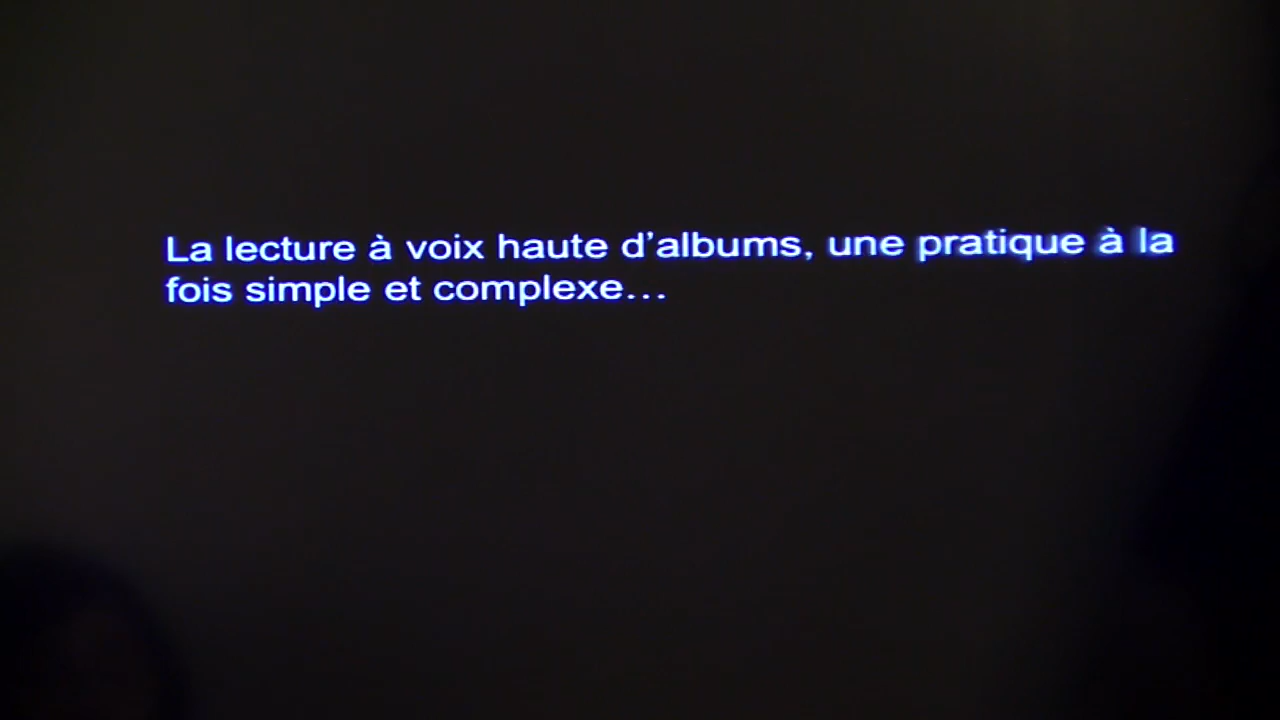 La lecture à voix haute d’albums, une pratique à la
fois simple et complexe…